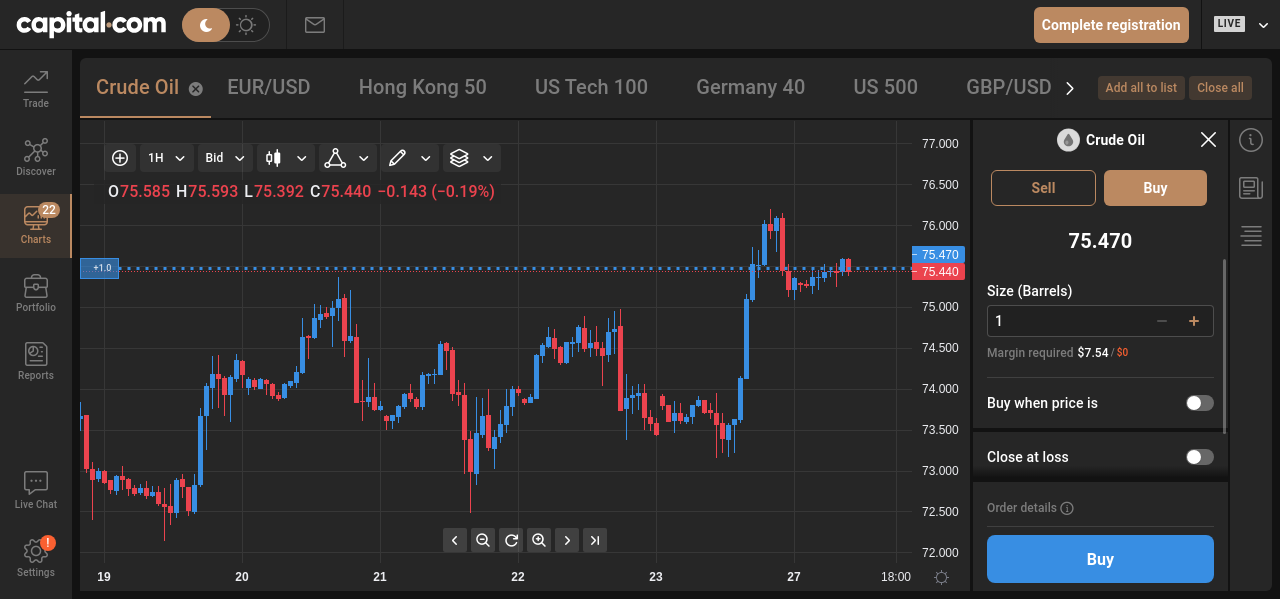 capital.com
Complete registration
LIVE
Trade
Discover
22
Charts
Portfolio
Reports
Live Chat
!
Settings
Crude Oil
EUR/USD
Hong Kong 50
US Tech 100
Germany 40
US 500
GBP/USD
Add all to list
Close all
1H
Bid
O75.585 H75.593 L75.392 C75.440 −0.143 (−0.19%)
+1.0
77.000
76.500
76.000
75.470
75.440
75.000
74.500
74.000
73.500
73.000
72.500
72.000
19
20
21
22
23
27
18:00
Crude Oil
Sell
Buy
75.470
Size (Barrels)
1
Margin required $7.54 / $0
Buy when price is
Close at loss
Order details
Buy